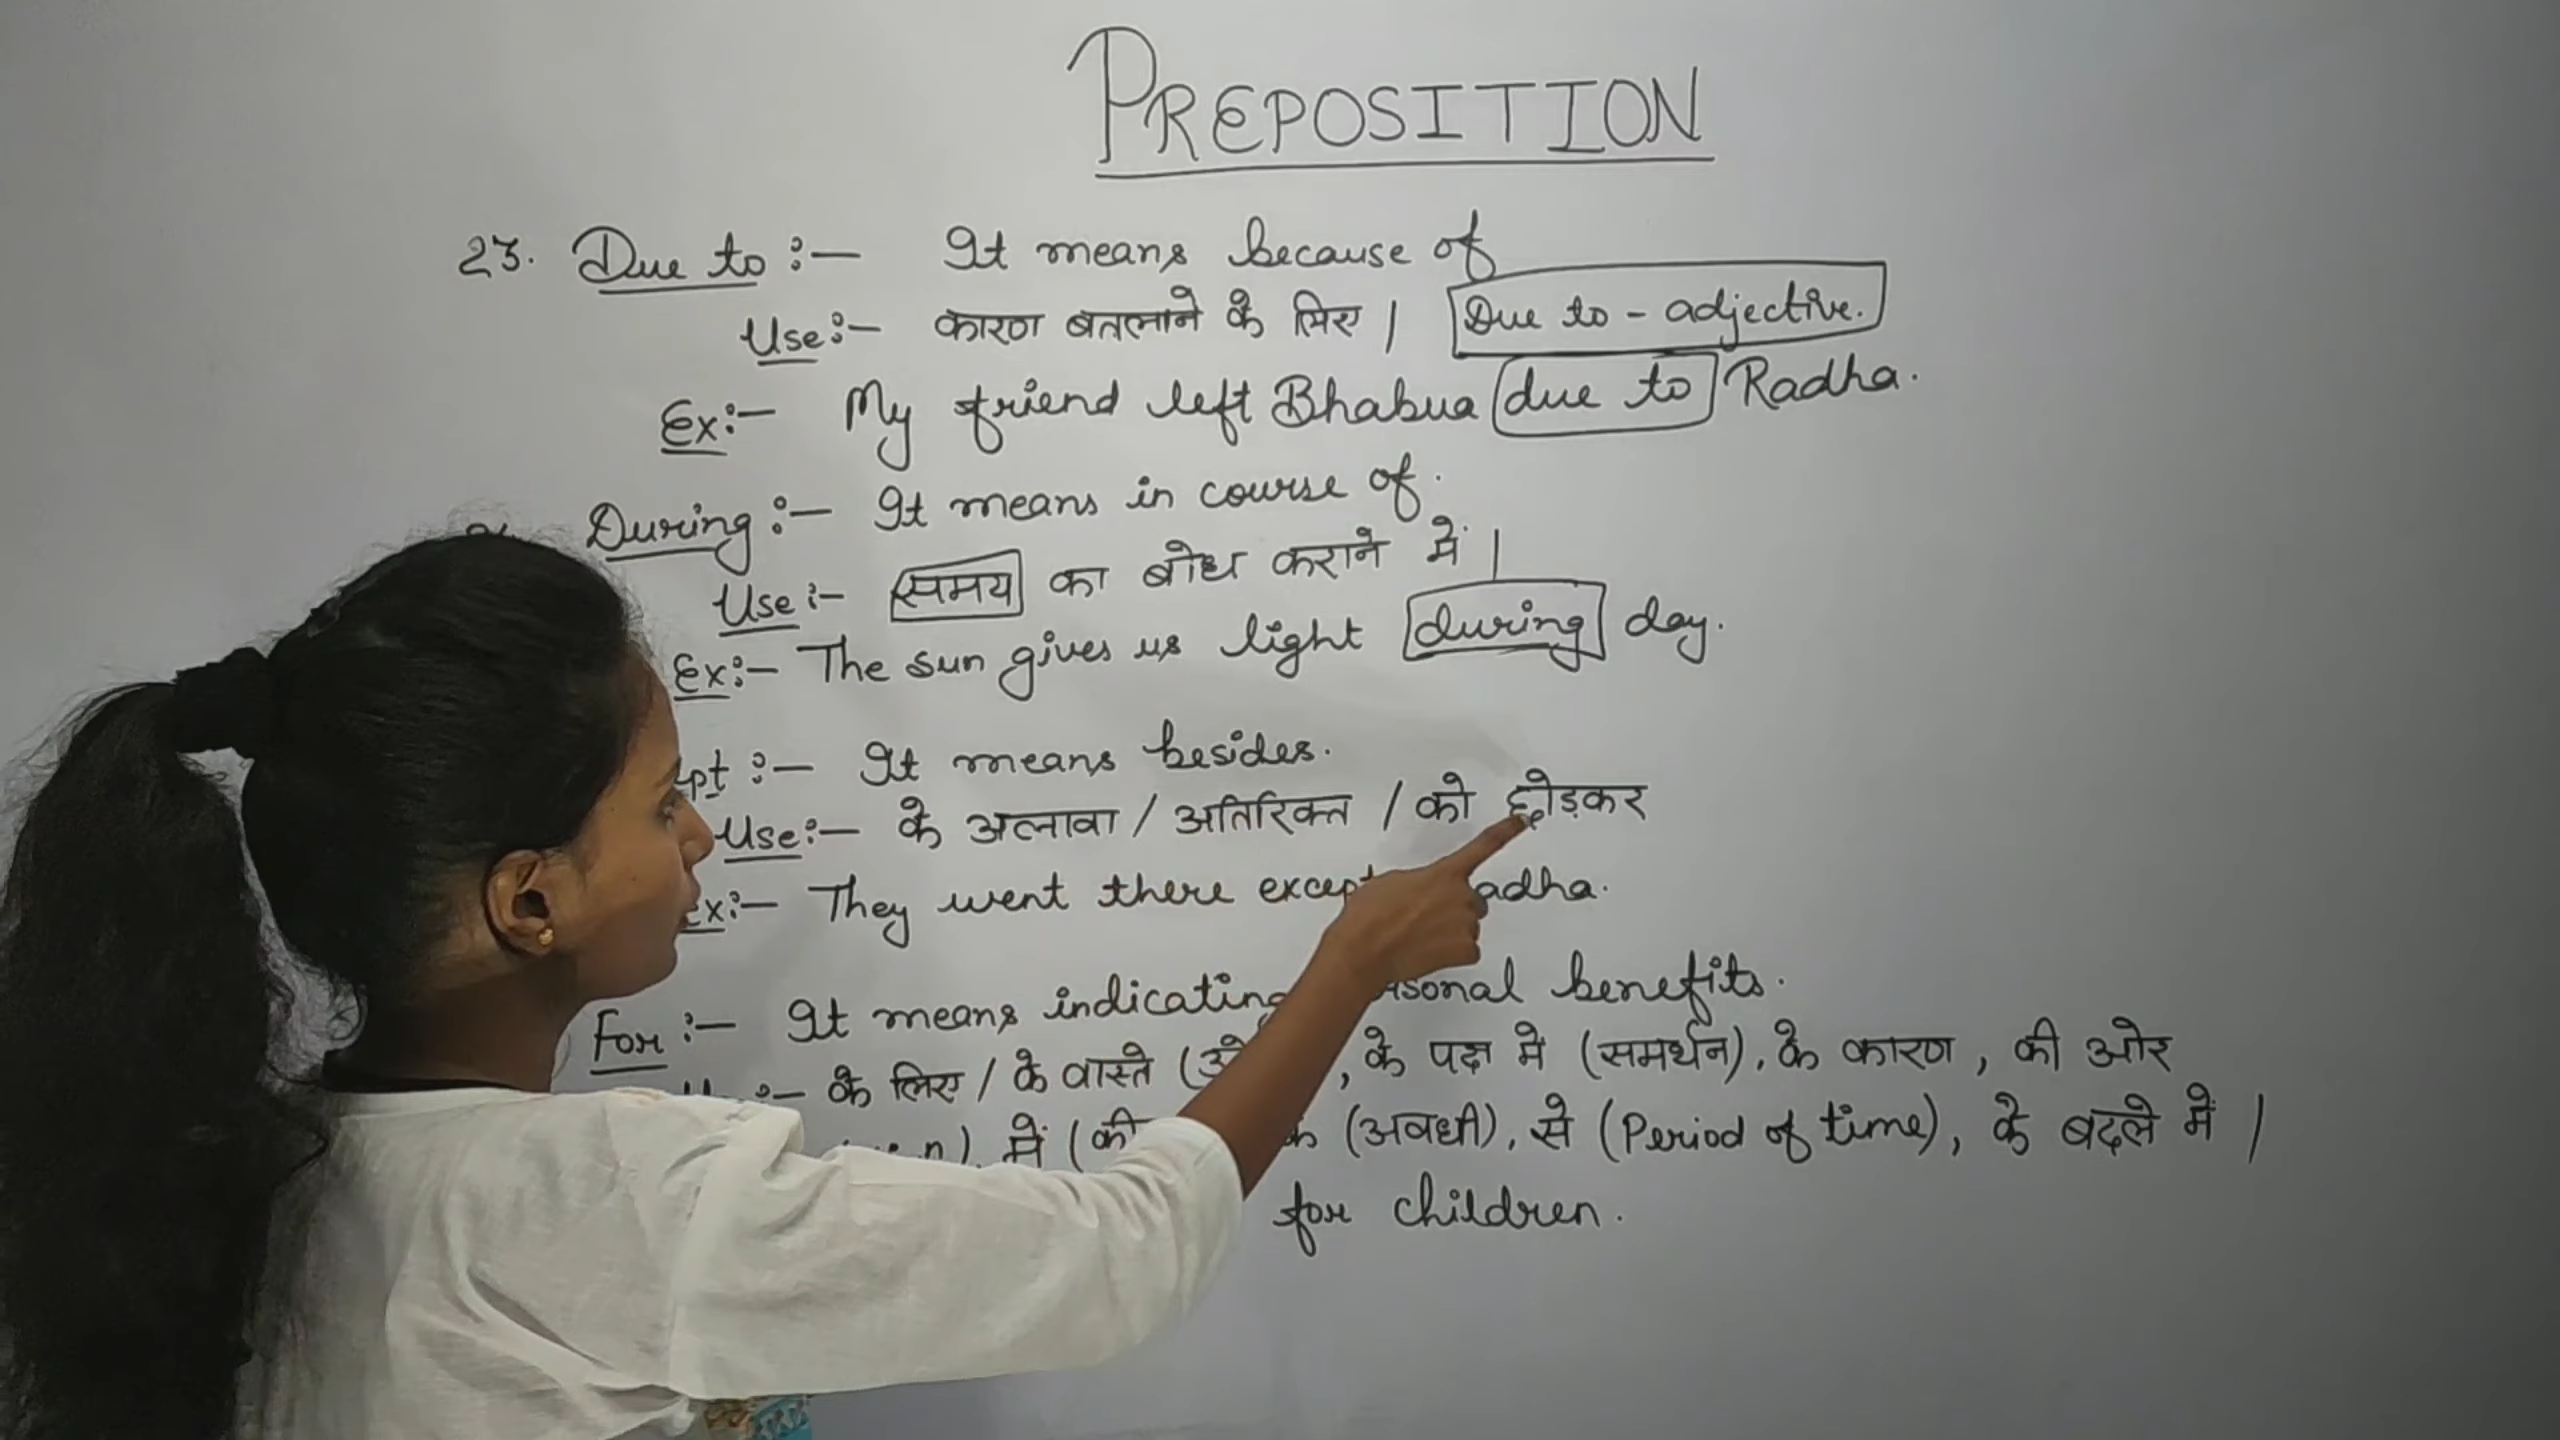 PREPOSITION
23. Due to :- It means because of
Use:- कारण बतलाने के लिए | Due to - adjective.
Ex:- My friend left Bhabua due to Radha.
During :- It means in course of.
Use:- समय का बोध कराने में |
Ex:- The sun gives us light during day.
pt :- It means besides.
Use:- के अलावा / अतिरिक्त / को छोड़कर
Ex:- They went there except adha.
For :- It means indicating sonal benefits.
:- के लिए / के वास्ते ( , के पक्ष में (समर्थन), के कारण, की ओर
n), में (की (अवधी), से (Period of time), के बदले में |
for children.